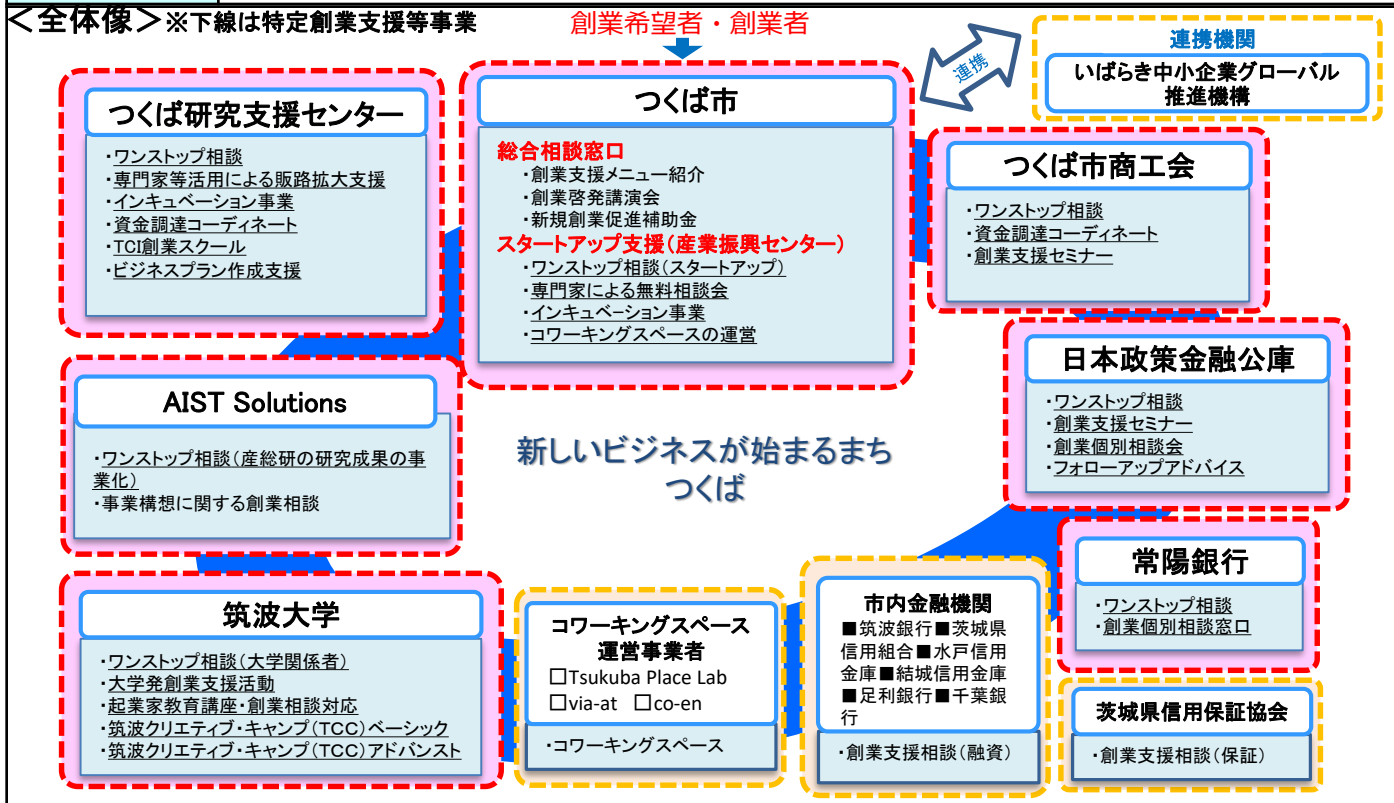 <全体像>※下線は特定創業支援等事業
創業希望者・創業者
連携
連携機関
いばらき中小企業グローバル
推進機構
つくば研究支援センター
・ワンストップ相談
・専門家等活用による販路拡大支援
・インキュベーション事業
・資金調達コーディネート
・TCI創業スクール
・ビジネスプラン作成支援
つくば市
総合相談窓口
・創業支援メニュー紹介
・創業啓発講演会
・新規創業促進補助金
スタートアップ支援(産業振興センター)
・ワンストップ相談(スタートアップ)
・専門家による無料相談会
・インキュベーション事業
・コワーキングスペースの運営
つくば市商工会
・ワンストップ相談
・資金調達コーディネート
・創業支援セミナー
AIST Solutions
・ワンストップ相談(産総研の研究成果の事
業化)
・事業構想に関する創業相談
新しいビジネスが始まるまち
つくば
日本政策金融公庫
・ワンストップ相談
・創業支援セミナー
・創業個別相談会
・フォローアップアドバイス
筑波大学
・ワンストップ相談(大学関係者)
・大学発創業支援活動
・起業家教育講座・創業相談対応
・筑波クリエティブ・キャンプ(TCC)ベーシック
・筑波クリエティブ・キャンプ(TCC)アドバンスト
コワーキングスペース
運営事業者
□Tsukuba Place Lab
□via-at □co-en
・コワーキングスペース
市内金融機関
■筑波銀行■茨城県
信用組合■水戸信用
金庫■結城信用金庫
■足利銀行■千葉銀
行
・創業支援相談(融資)
常陽銀行
・ワンストップ相談
・創業個別相談窓口
茨城県信用保証協会
・創業支援相談(保証)